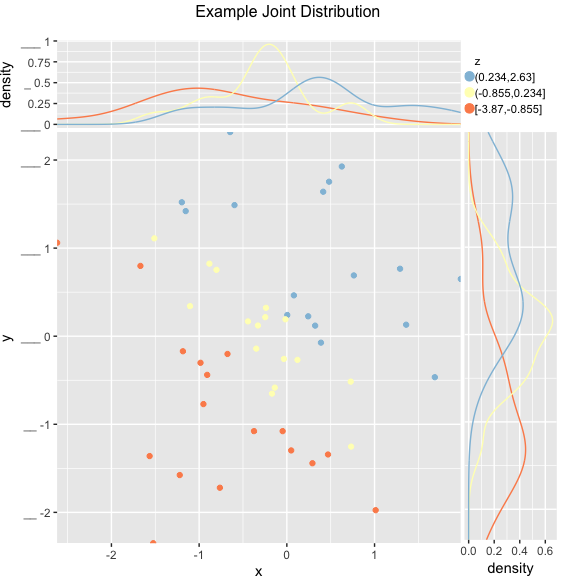 Example Joint Distribution
z
(0.234,2.63]
(-0.855,0.234]
[-3.87,-0.855]
density
1
0.75
0.5
0.25
0
y
2
1
0
-1
-2
-2 -1 0 1
x
0.0 0.2 0.4 0.6
density